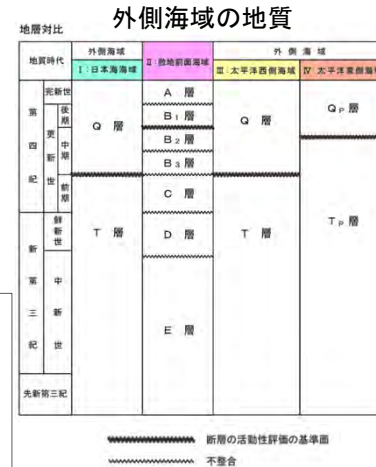 外側海域の地質
地層対比
地質時代
外側海域
Ⅰ：日本海海域
Ⅱ：敷地前面海域
外側海域
Ⅲ：太平洋西側海域
Ⅳ：太平洋東側海域
第四紀
完新世
更新世
後期
中期
前期
新第三紀
鮮新世
中新世
先新第三紀
Q 層
T 層
A 層
B₁ 層
B₂ 層
B₃ 層
C 層
D 層
E 層
Q 層
T 層
Qₚ 層
Tₚ 層
断層の活動性評価の基準面
不整合